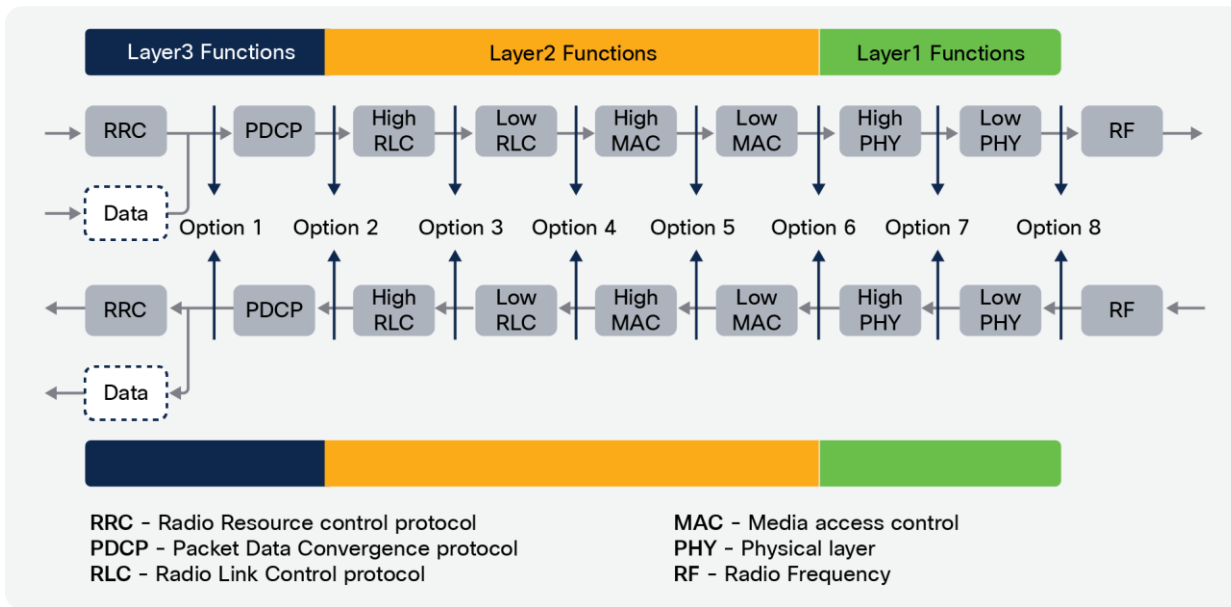 Layer3 Functions
Layer2 Functions
Layer1 Functions
RRC
PDCP
High
RLC
Low
RLC
High
MAC
Low
MAC
High
PHY
Low
PHY
RF
Data
Option 1
Option 2
Option 3
Option 4
Option 5
Option 6
Option 7
Option 8
RRC
PDCP
High
RLC
Low
RLC
High
MAC
Low
MAC
High
PHY
Low
PHY
RF
Data
RRC - Radio Resource control protocol
PDCP - Packet Data Convergence protocol
RLC - Radio Link Control protocol
MAC - Media access control
PHY - Physical layer
RF - Radio Frequency